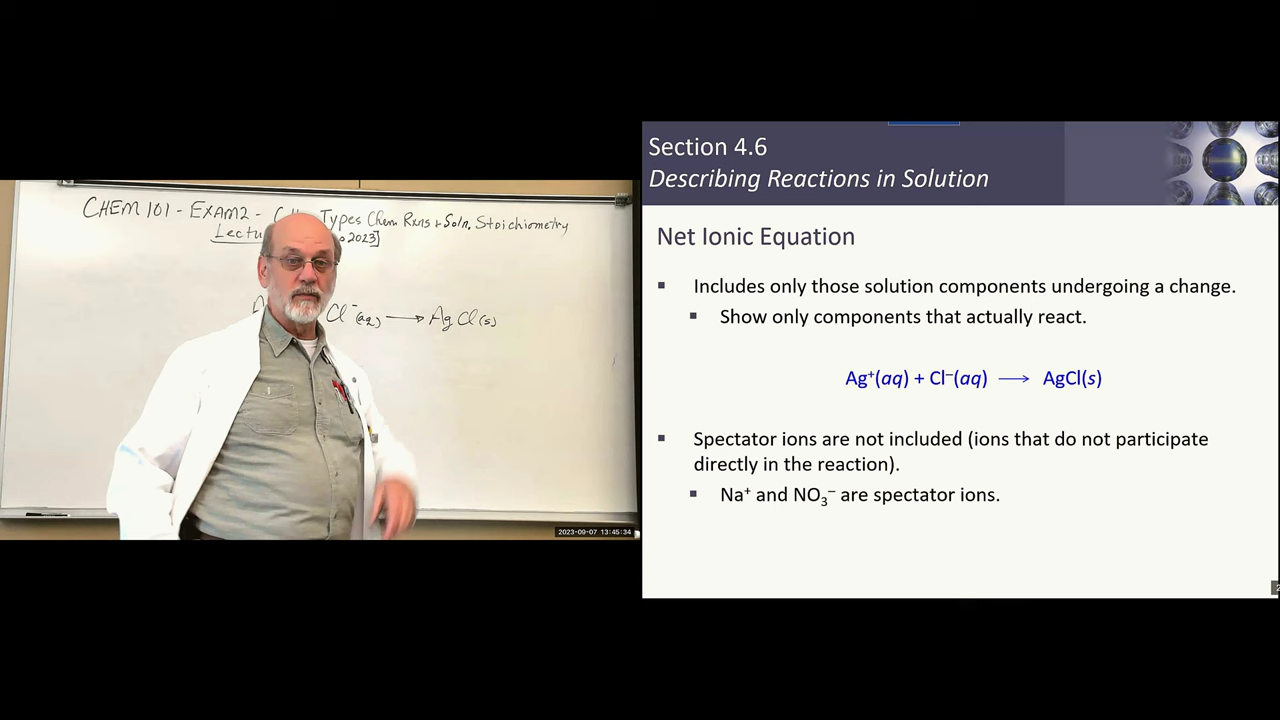 CHEM 101 - EXAM 2 - Types Chem Rxns + Soln. Stoichiometry
2023]
Cl⁻(aq) ⟶ AgCl(s)
2023-09-07 13:45:34
Section 4.6
Describing Reactions in Solution
Net Ionic Equation
▪ Includes only those solution components undergoing a change.
▪ Show only components that actually react.
Ag⁺(aq) + Cl⁻(aq) ⟶ AgCl(s)
▪ Spectator ions are not included (ions that do not participate
directly in the reaction).
▪ Na⁺ and NO₃⁻ are spectator ions.